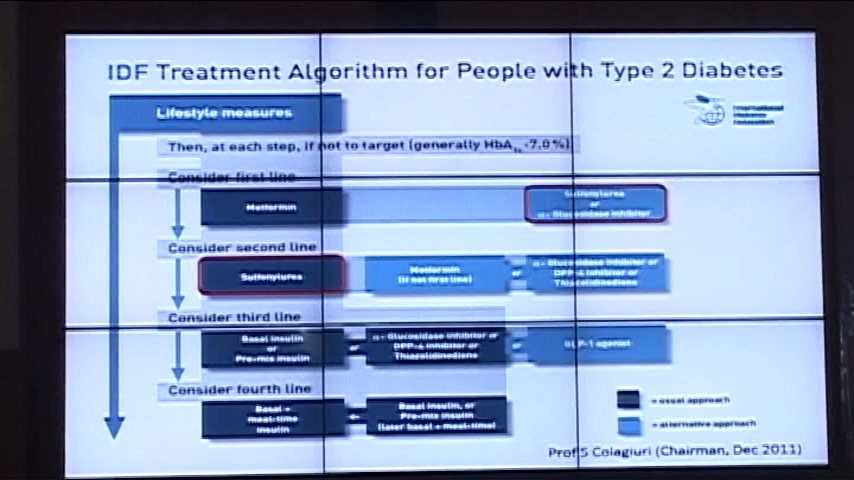 IDF Treatment Algorithm for People with Type 2 Diabetes
Lifestyle measures
International
Diabetes
Federation
Then, at each step, if not to target (generally HbA1c <7.0%)
Consider first line
Metformin
Sulfonylurea
or
α-Glucosidase inhibitor
Consider second line
Sulfonylurea
Metformin
(if not first line)
or
α-Glucosidase inhibitor or
DPP-4 inhibitor or
Thiazolidinedione
Consider third line
Basal insulin
or
Pre-mix insulin
or
α-Glucosidase inhibitor or
DPP-4 inhibitor or
Thiazolidinedione
or
GLP-1 agonist
Consider fourth line
Basal +
meal-time
insulin
Basal insulin, or
Pre-mix insulin
(later basal + meal-time)
= usual approach
= alternative approach
Prof S Colagiuri (Chairman, Dec 2011)